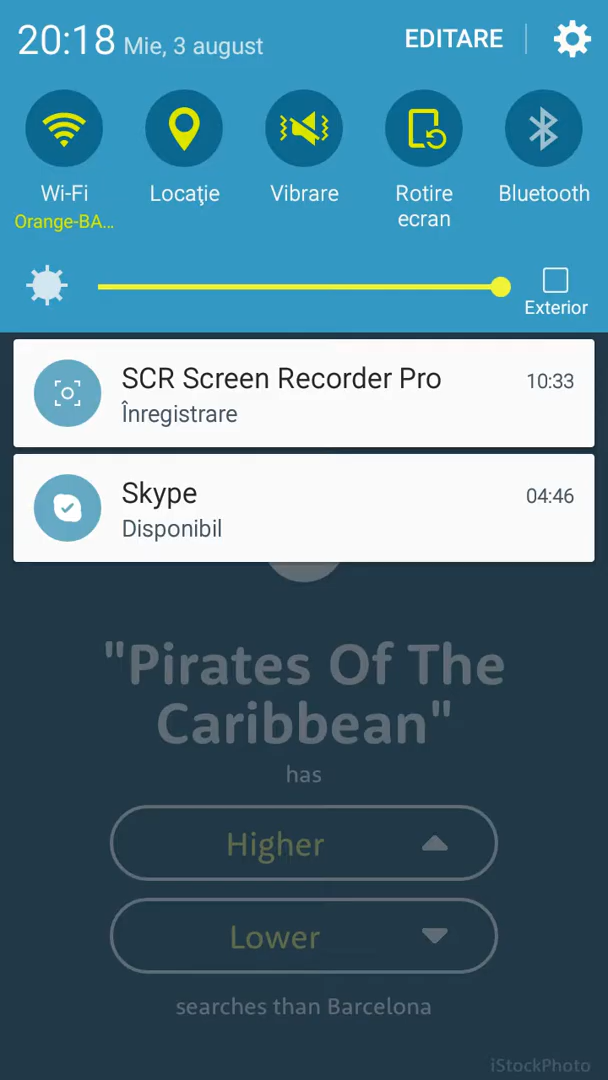 20:18 Mie, 3 august EDITARE
Wi-Fi Locaţie Vibrare Rotire ecran Bluetooth
Orange-BA...
Exterior
SCR Screen Recorder Pro 10:33
Înregistrare
Skype 04:46
Disponibil
"Pirates Of The
Caribbean"
has
Higher
Lower
searches than Barcelona
iStockPhoto